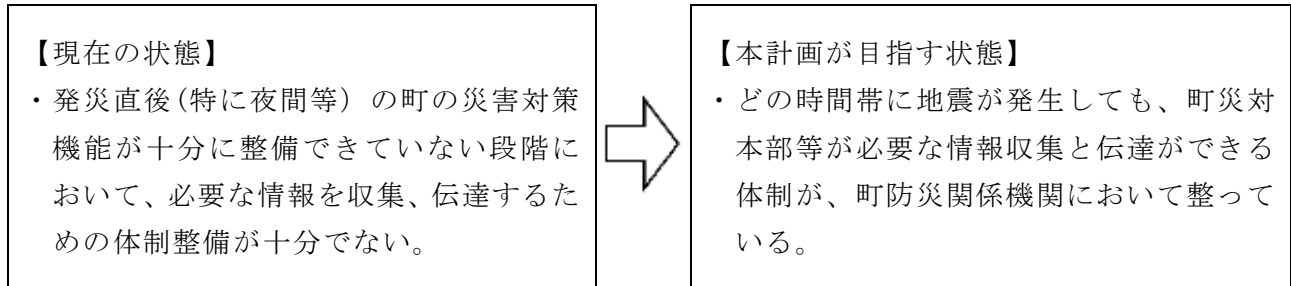 【現在の状態】
・発災直後(特に夜間等) の町の災害対策
機能が十分に整備できていない段階に
おいて、必要な情報を収集、伝達するた
めの体制整備が十分でない。
【本計画が目指す状態】
・どの時間帯に地震が発生しても、町災対
本部等が必要な情報収集と伝達ができる
体制が、町防災関係機関において整って
いる。